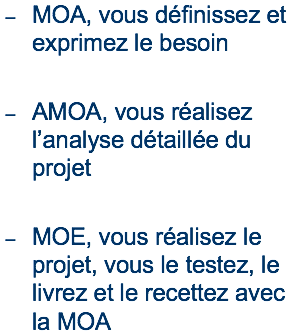 – MOA, vous définissez et
exprimez le besoin
– AMOA, vous réalisez
l’analyse détaillée du
projet
– MOE, vous réalisez le
projet, vous le testez, le
livrez et le recettez avec
la MOA